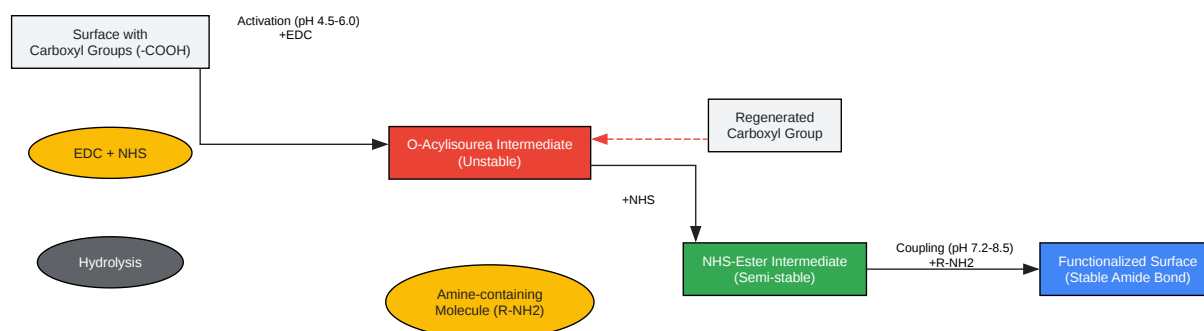 Activation (pH 4.5-6.0)
+EDC
Surface with
Carboxyl Groups (-COOH)
Regenerated
Carboxyl Group
EDC + NHS
O-Acylisourea Intermediate
(Unstable)
+NHS
Hydrolysis
NHS-Ester Intermediate
(Semi-stable)
Coupling (pH 7.2-8.5)
+R-NH2
Functionalized Surface
(Stable Amide Bond)
Amine-containing
Molecule (R-NH2)